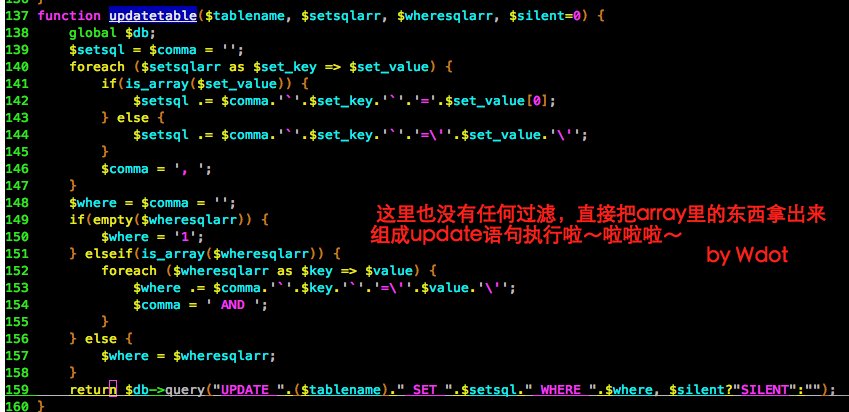 137 function updatetable($tablename, $setsqlarr, $wheresqlarr, $silent=0) {
138     global $db;
139     $setsql = $comma = '';
140     foreach ($setsqlarr as $set_key => $set_value) {
141         if(is_array($set_value)) {
142             $setsql .= $comma.'`'.$set_key.'`'.'='.$set_value[0];
143         } else {
144             $setsql .= $comma.'`'.$set_key.'`'.'=\''.$set_value.'\'';
145         }
146         $comma = ', ';
147     }
148     $where = $comma = '';
149     if(empty($wheresqlarr)) {
150         $where = '1';
151     } elseif(is_array($wheresqlarr)) {
152         foreach ($wheresqlarr as $key => $value) {
153             $where .= $comma.'`'.$key.'`'.'=\''.$value.'\'';
154             $comma = ' AND ';
155         }
156     } else {
157         $where = $wheresqlarr;
158     }
159     return $db->query("UPDATE ".($tablename)." SET ".$setsql." WHERE ".$where, $silent?"SILENT":"");
160 }
这里也没有任何过滤，直接把array里的东西拿出来
组成update语句执行啦～啦啦啦～
by Wdot